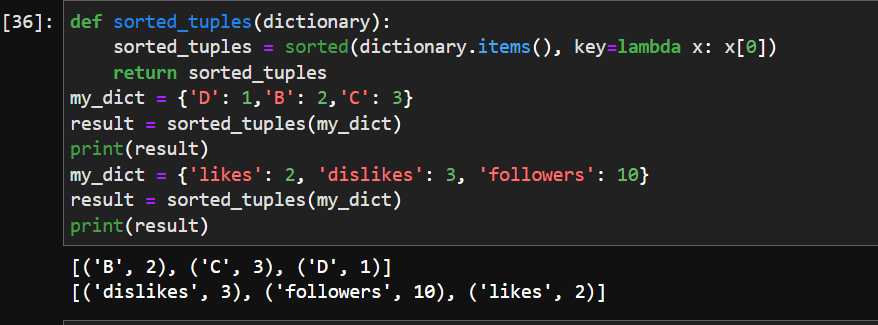 [36]: def sorted_tuples(dictionary):
    sorted_tuples = sorted(dictionary.items(), key=lambda x: x[0])
    return sorted_tuples
my_dict = {'D': 1,'B': 2,'C': 3}
result = sorted_tuples(my_dict)
print(result)
my_dict = {'likes': 2, 'dislikes': 3, 'followers': 10}
result = sorted_tuples(my_dict)
print(result)
[('B', 2), ('C', 3), ('D', 1)]
[('dislikes', 3), ('followers', 10), ('likes', 2)]